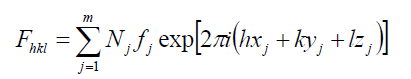 F_{hkl} = \sum_{j=1}^{m} N_j f_j \exp[2\pi i(hx_j + ky_j + lz_j)]